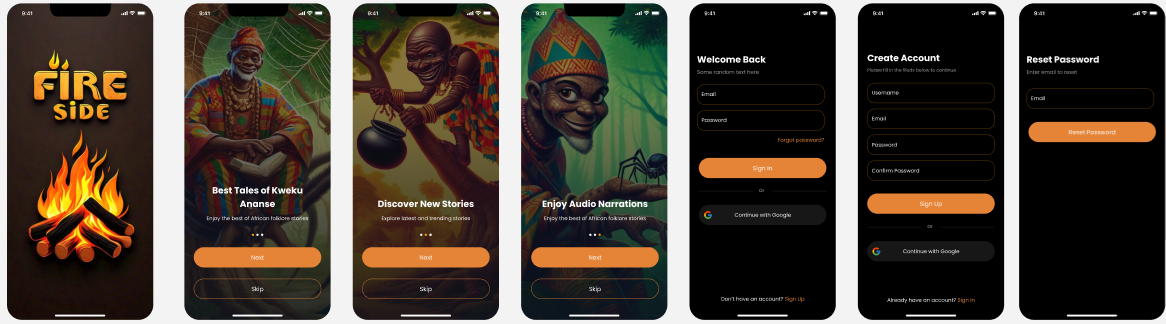 9:41
FIRE
SIDE
9:41
Best Tales of Kweku
Ananse
Enjoy the best of African folklore stories
Next
Skip
9:41
Discover New Stories
Explore latest and trending stories
Next
Skip
9:41
Enjoy Audio Narrations
Enjoy the best of African folklore stories
Next
Skip
9:41
Welcome Back
Some random text here
Email
Password
Forgot password?
Sign in
Or
Continue with Google
Don't have an account? Sign Up
9:41
Create Account
Please fill in the fileds below to continue
Username
Email
Password
Confirm Password
Sign Up
or
Continue with Google
Already have an account? Sign in
9:41
Reset Password
Enter email to reset
Email
Reset Password